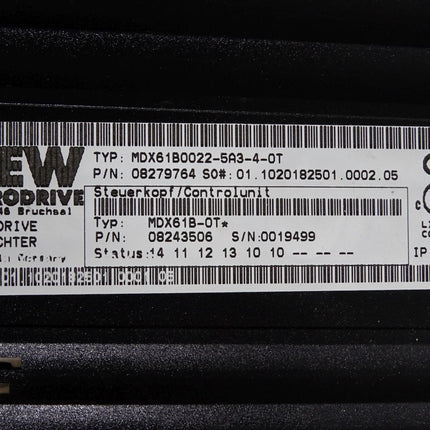 EW
TYP: MDX61B0022-5A3-4-0T
P/N: 08279764 SO#: 01.1020182501.0002.05
RODRIVE
Bruchsal
Steuerkopf/Controlunit
DRIVE
CHTER
Typ: MDX61B-0T*
P/N: 08243506 S/N:0019499
Status:14 11 12 13 10 10 -- -- -- --
Germany
IP